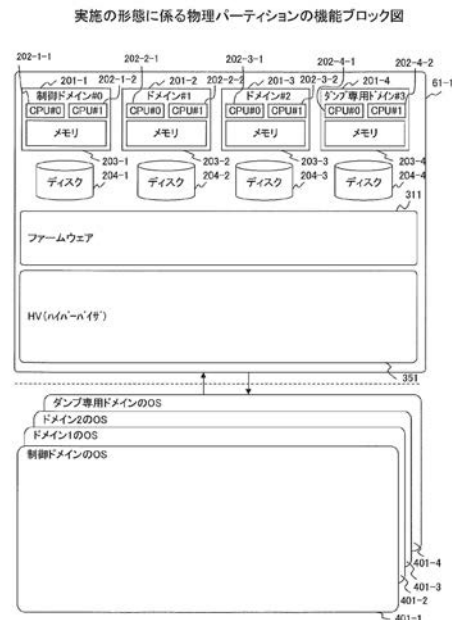 実施の形態に係る物理パーティションの機能ブロック図
202-1-1 202-2-1 202-3-1 202-4-1 202-4-2
201-1 202-1-2 201-2 202-2-2 201-3 202-3-2 201-4 61-1
制御ドメイン#0 ドメイン#1 ドメイン#2 ダンプ専用ドメイン#3
CPU#0 CPU#1 CPU#0 CPU#1 CPU#0 CPU#1 CPU#0 CPU#1
メモリ メモリ メモリ メモリ
203-1 203-2 203-3 203-4
ディスク 204-1 ディスク 204-2 ディスク 204-3 ディスク 204-4
311
ファームウェア
HV(ハイパーバイザ)
351
ダンプ専用ドメインのOS
ドメイン2のOS
ドメイン1のOS
制御ドメインのOS
401-4
401-3
401-2
401-1